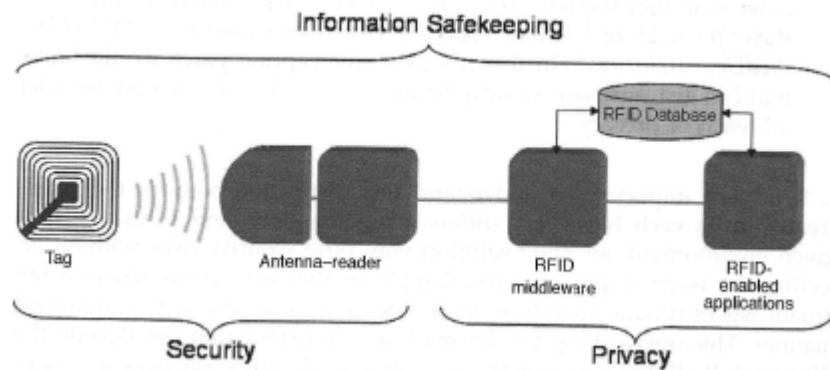 Information Safekeeping
RFID Database
Tag
Antenna–reader
RFID
middleware
RFID-
enabled
applications
Security
Privacy